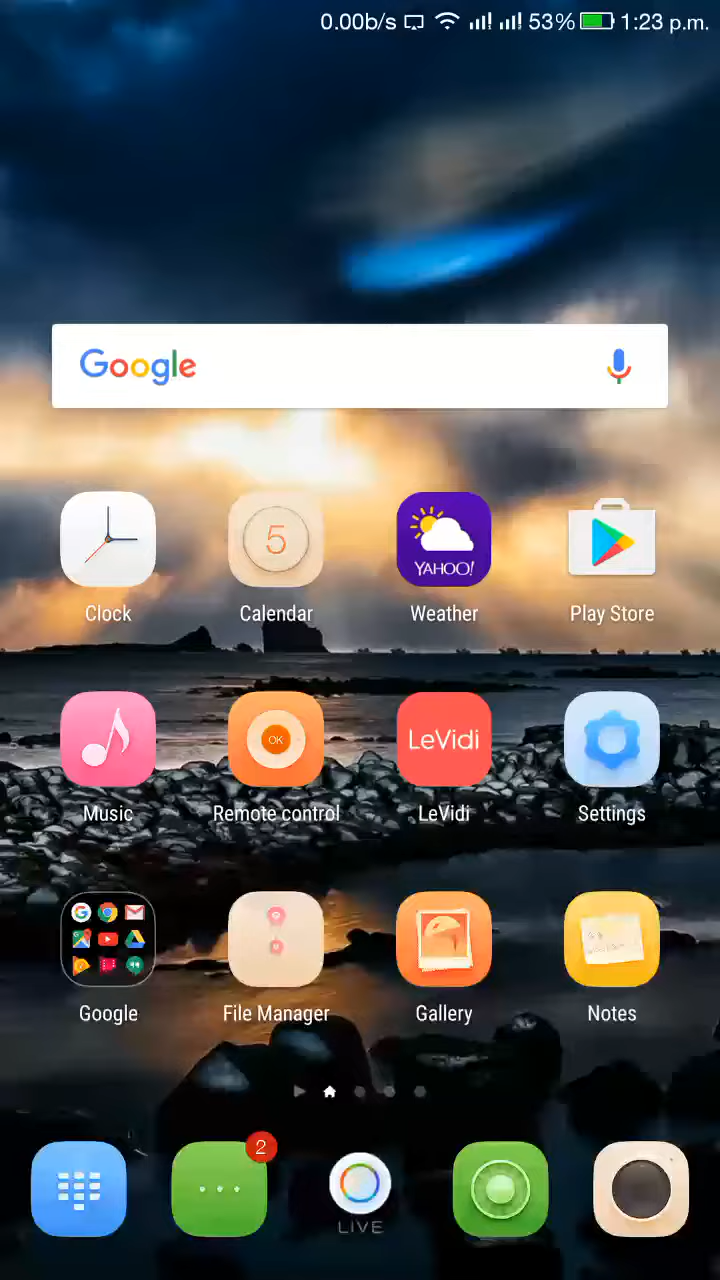 0.00b/s 53% 1:23 p.m.
Google
5
YAHOO!
Clock Calendar Weather Play Store
OK LeVidi
Music Remote control LeVidi Settings
Google File Manager Gallery Notes
2
LIVE